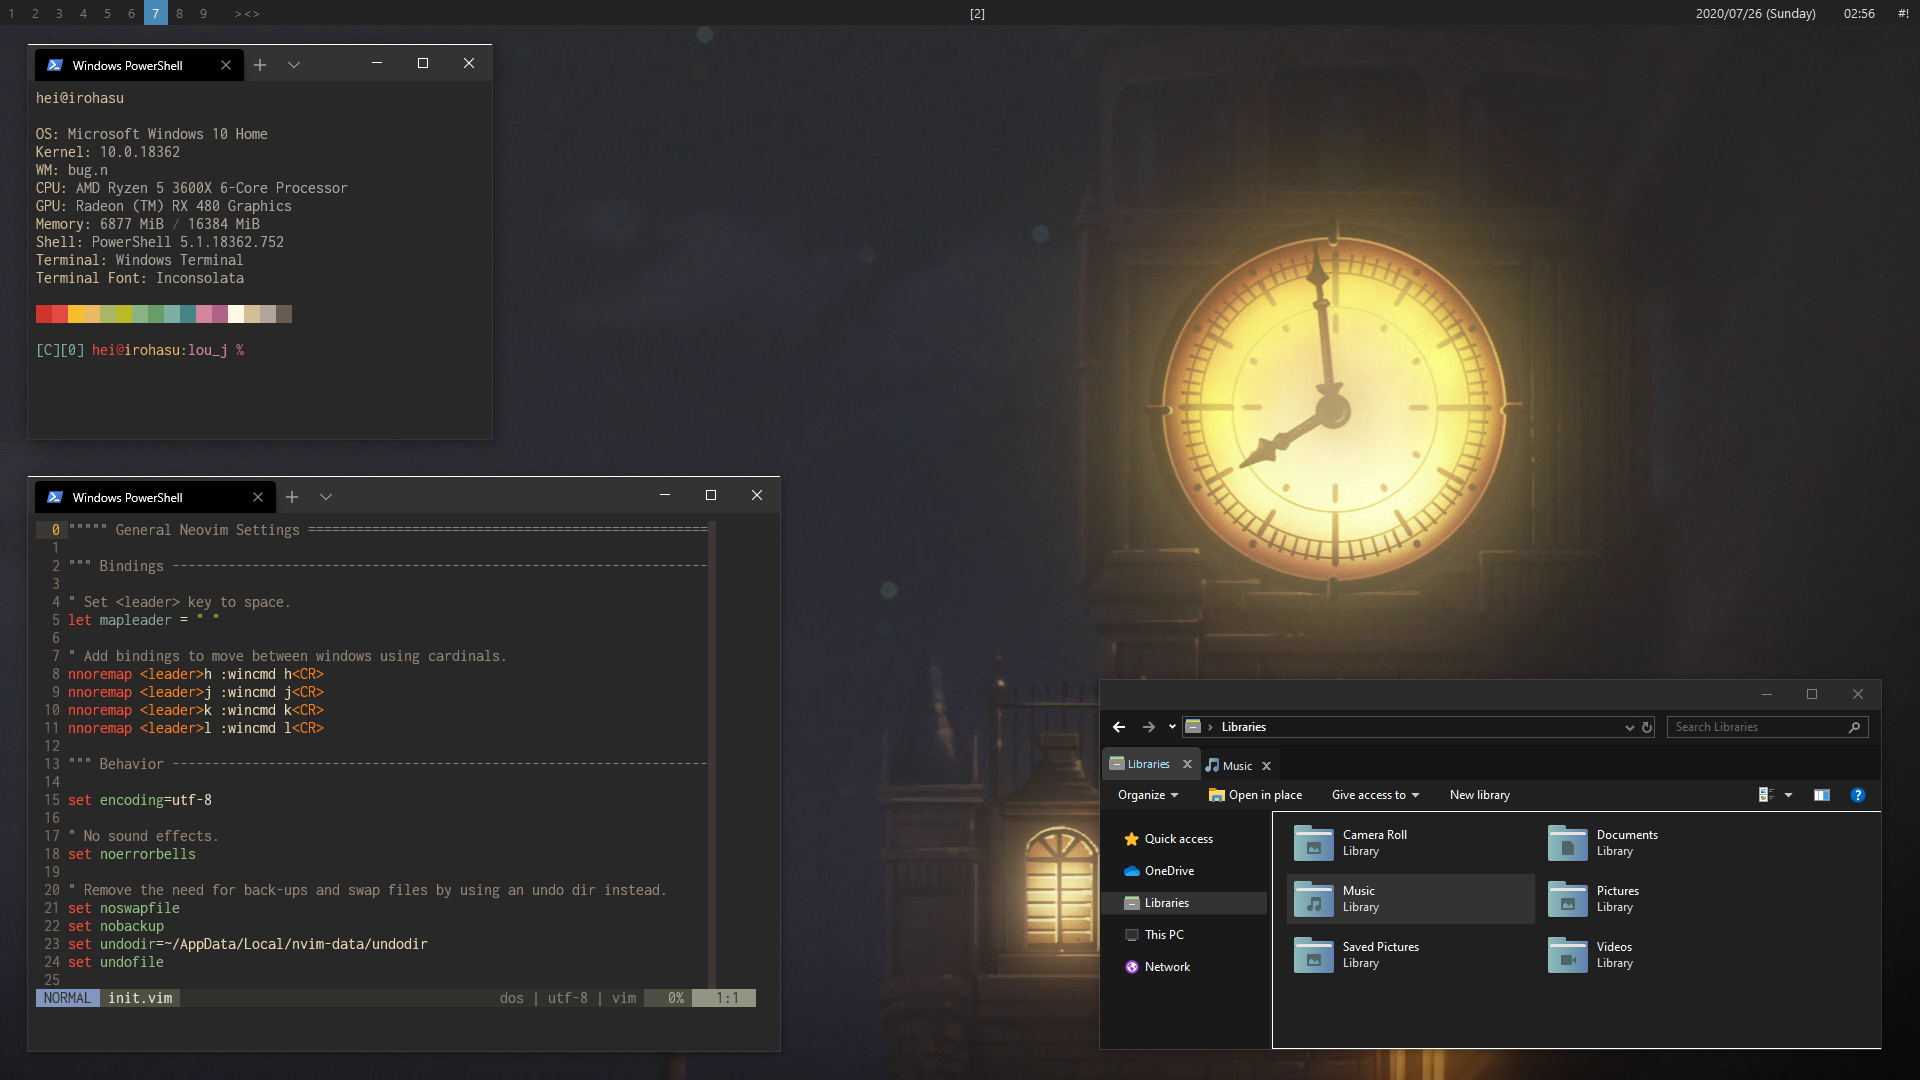 1 2 3 4 5 6 7 8 9 ><> [2] 2020/07/26 (Sunday) 02:56 #!
Windows PowerShell
hei@irohasu
OS: Microsoft Windows 10 Home
Kernel: 10.0.18362
WM: bug.n
CPU: AMD Ryzen 5 3600X 6-Core Processor
GPU: Radeon (TM) RX 480 Graphics
Memory: 6877 MiB / 16384 MiB
Shell: PowerShell 5.1.18362.752
Terminal: Windows Terminal
Terminal Font: Inconsolata
[C][0] hei@irohasu:lou_j %
Windows PowerShell
0 """"" General Neovim Settings ==================================================
1
2 """ Bindings -------------------------------------------------------------------
3
4 " Set <leader> key to space.
5 let mapleader = " "
6
7 " Add bindings to move between windows using cardinals.
8 nnoremap <leader>h :wincmd h<CR>
9 nnoremap <leader>j :wincmd j<CR>
10 nnoremap <leader>k :wincmd k<CR>
11 nnoremap <leader>l :wincmd l<CR>
12
13 """ Behavior -------------------------------------------------------------------
14
15 set encoding=utf-8
16
17 " No sound effects.
18 set noerrorbells
19
20 " Remove the need for back-ups and swap files by using an undo dir instead.
21 set noswapfile
22 set nobackup
23 set undodir=~/AppData/Local/nvim-data/undodir
24 set undofile
25
NORMAL init.vim dos | utf-8 | vim 0% 1:1
Libraries Search Libraries
Libraries Music
Organize Open in place Give access to New library ?
Quick access
OneDrive
Libraries
This PC
Network
Camera Roll
Library
Documents
Library
Music
Library
Pictures
Library
Saved Pictures
Library
Videos
Library